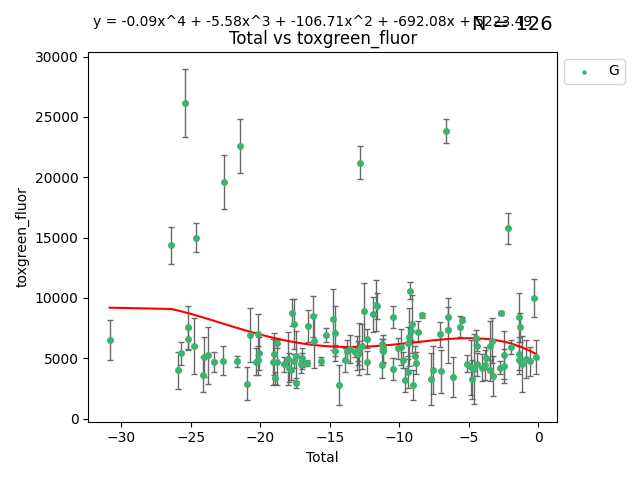 y = -0.09x^4 + -5.58x^3 + -106.71x^2 + -692.08x + 5223.49
N = 126
Total vs toxgreen_fluor
G
30000
25000
20000
15000
10000
5000
0
toxgreen_fluor
−30 −25 −20 −15 −10 −5 0
Total